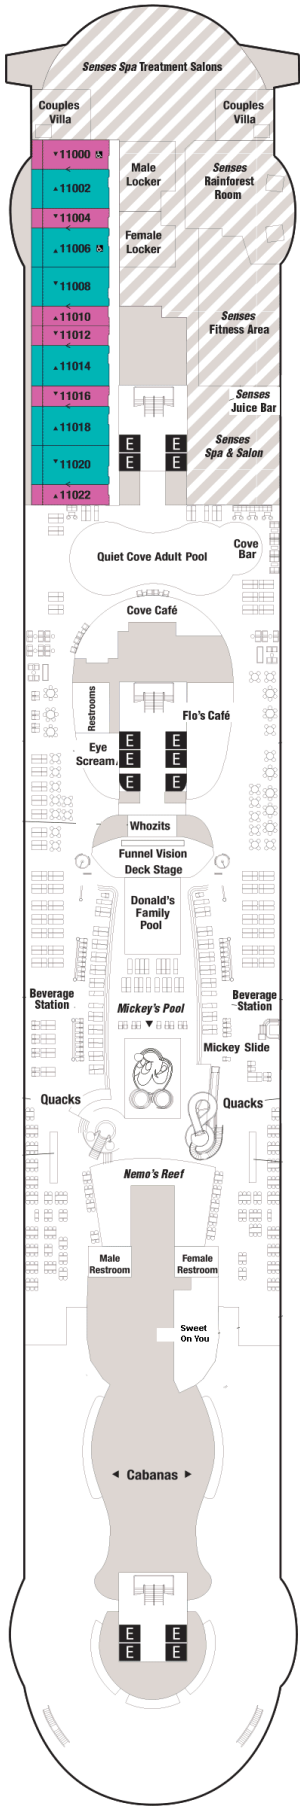 Senses Spa Treatment Salons
Couples
Villa
Couples
Villa
11000
11002
11004
11006
11008
11010
11012
11014
11016
11018
11020
11022
Male
Locker
Female
Locker
Senses
Rainforest
Room
Senses
Fitness Area
Senses
Juice Bar
Senses
Spa & Salon
E E
E E
Quiet Cove Adult Pool
Cove
Bar
Cove Café
Restrooms
Flo's Café
Eye
Scream
E E
E E
E E
Whozits
Funnel Vision
Deck Stage
Donald's
Family
Pool
Beverage
Station
Mickey's Pool
Beverage
Station
Mickey Slide
Quacks
Quacks
Nemo's Reef
Male
Restroom
Female
Restroom
Sweet
On You
Cabanas
E E
E E